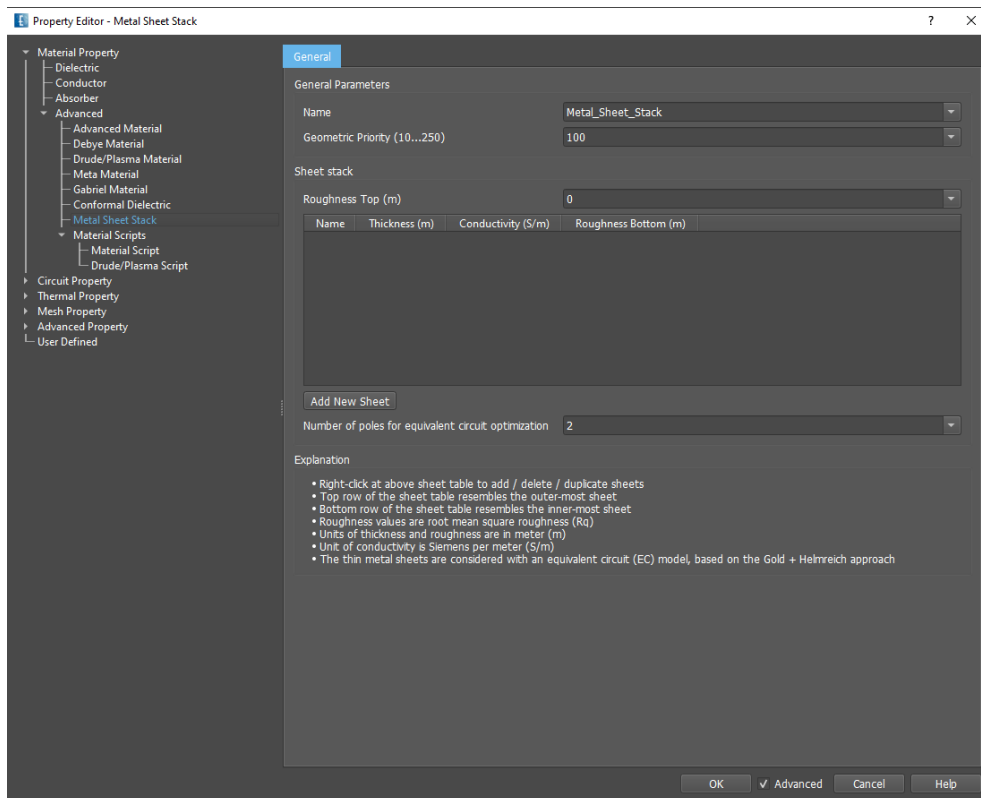 Property Editor - Metal Sheet Stack
?
Material Property
Dielectric
Conductor
Absorber
Advanced
Advanced Material
Debye Material
Drude/Plasma Material
Meta Material
Gabriel Material
Conformal Dielectric
Metal Sheet Stack
Material Scripts
Material Script
Drude/Plasma Script
Circuit Property
Thermal Property
Mesh Property
Advanced Property
User Defined
General
General Parameters
Name Metal_Sheet_Stack
Geometric Priority (10...250) 100
Sheet stack
Roughness Top (m) 0
Name Thickness (m) Conductivity (S/m) Roughness Bottom (m)
Add New Sheet
Number of poles for equivalent circuit optimization 2
Explanation
• Right-click at above sheet table to add / delete / duplicate sheets
• Top row of the sheet table resembles the outer-most sheet
• Bottom row of the sheet table resembles the inner-most sheet
• Roughness values are root mean square roughness (Rq)
• Units of thickness and roughness are in meter (m)
• Unit of conductivity is Siemens per meter (S/m)
• The thin metal sheets are considered with an equivalent circuit (EC) model, based on the Gold + Helmreich approach
OK ✓ Advanced Cancel Help